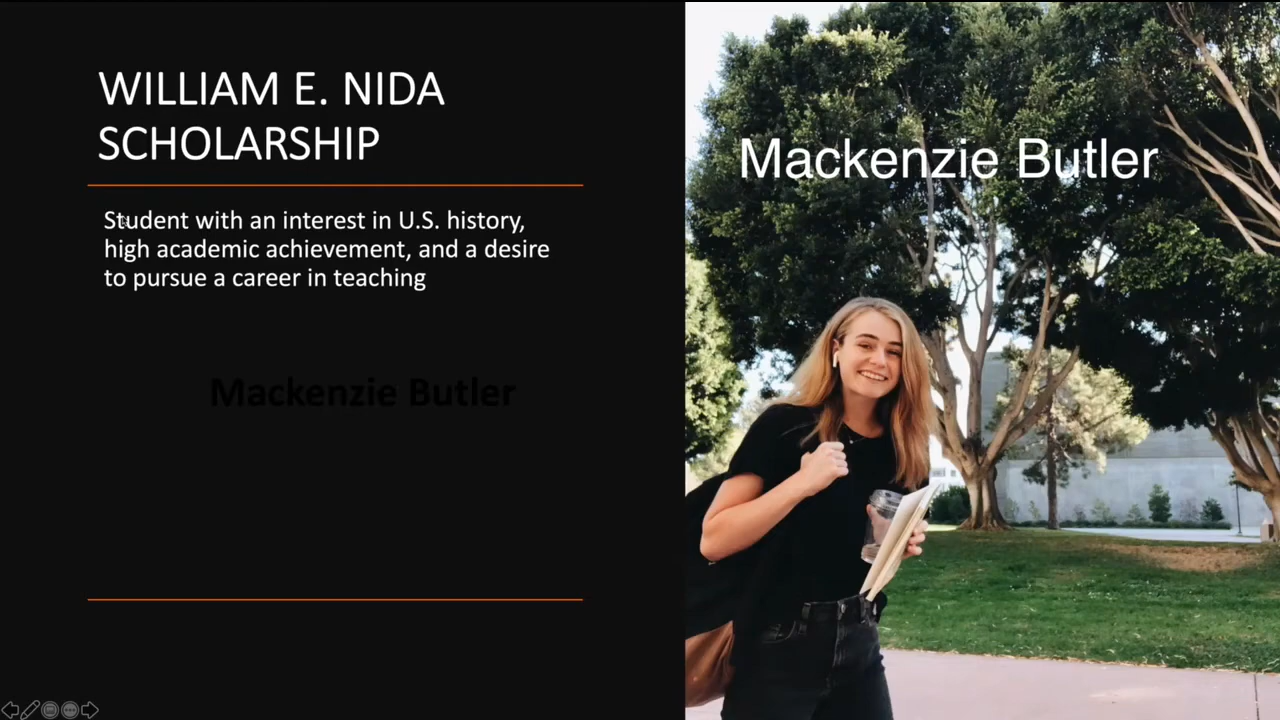 WILLIAM E. NIDA
SCHOLARSHIP
Student with an interest in U.S. history,
high academic achievement, and a desire
to pursue a career in teaching
Mackenzie Butler
Mackenzie Butler